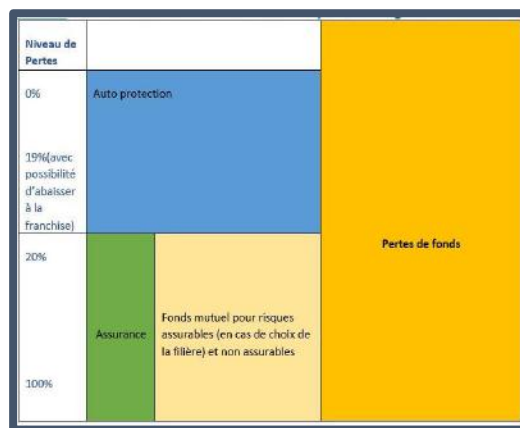 Niveau de
Pertes
0%
Auto protection
19%(avec
possibilité
d'abaisser
à la
franchise)
Pertes de fonds
20%
Assurance
Fonds mutuel pour risques
assurables (en cas de choix de
la filière) et non assurables
100%